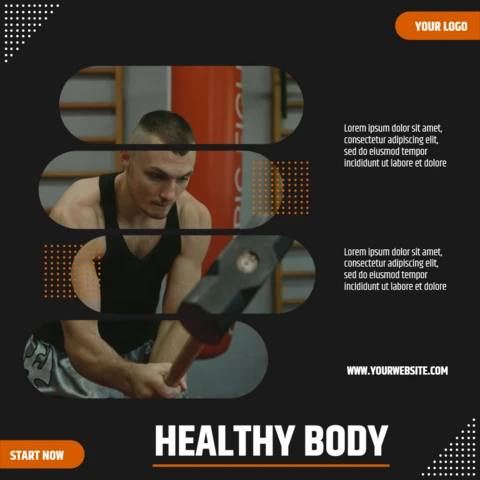 YOUR LOGO
Lorem ipsum dolor sit amet,
consectetur adipiscing elit,
sed do eiusmod tempor
incididunt ut labore et dolore
Lorem ipsum dolor sit amet,
consectetur adipiscing elit,
sed do eiusmod tempor
incididunt ut labore et dolore
WWW.YOURWEBSITE.COM
HEALTHY BODY
START NOW